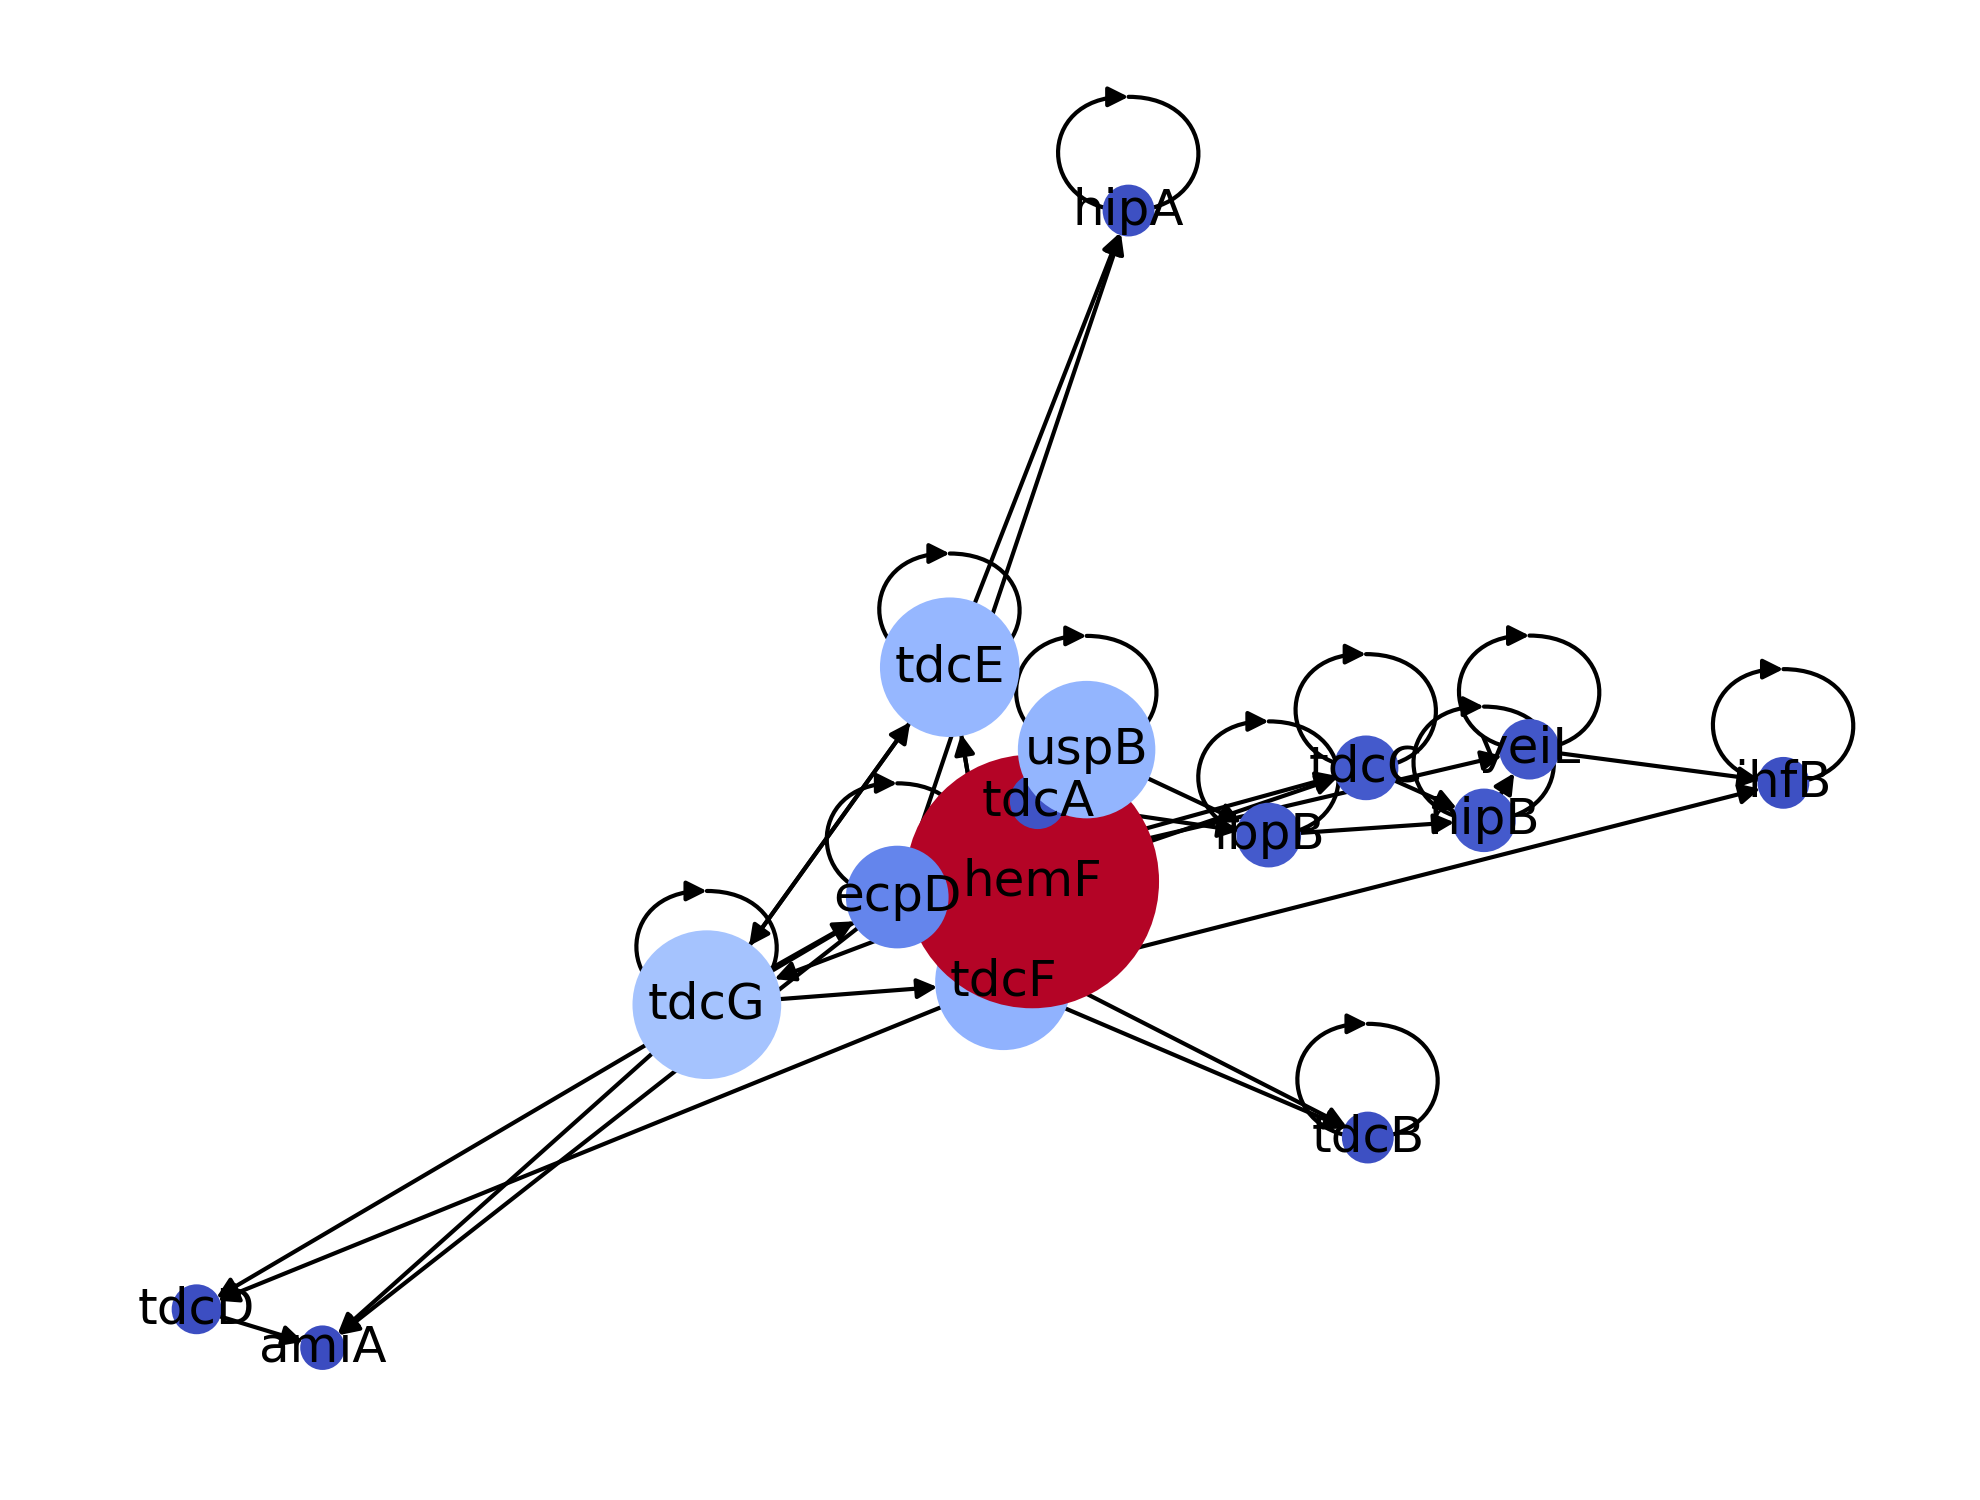 hipA
tdcE
uspB
yeiL
tdcC
ihfB
tdcA
hipB
ibpB
hemF
ecpD
tdcF
tdcG
tdcB
tdcD
amiA